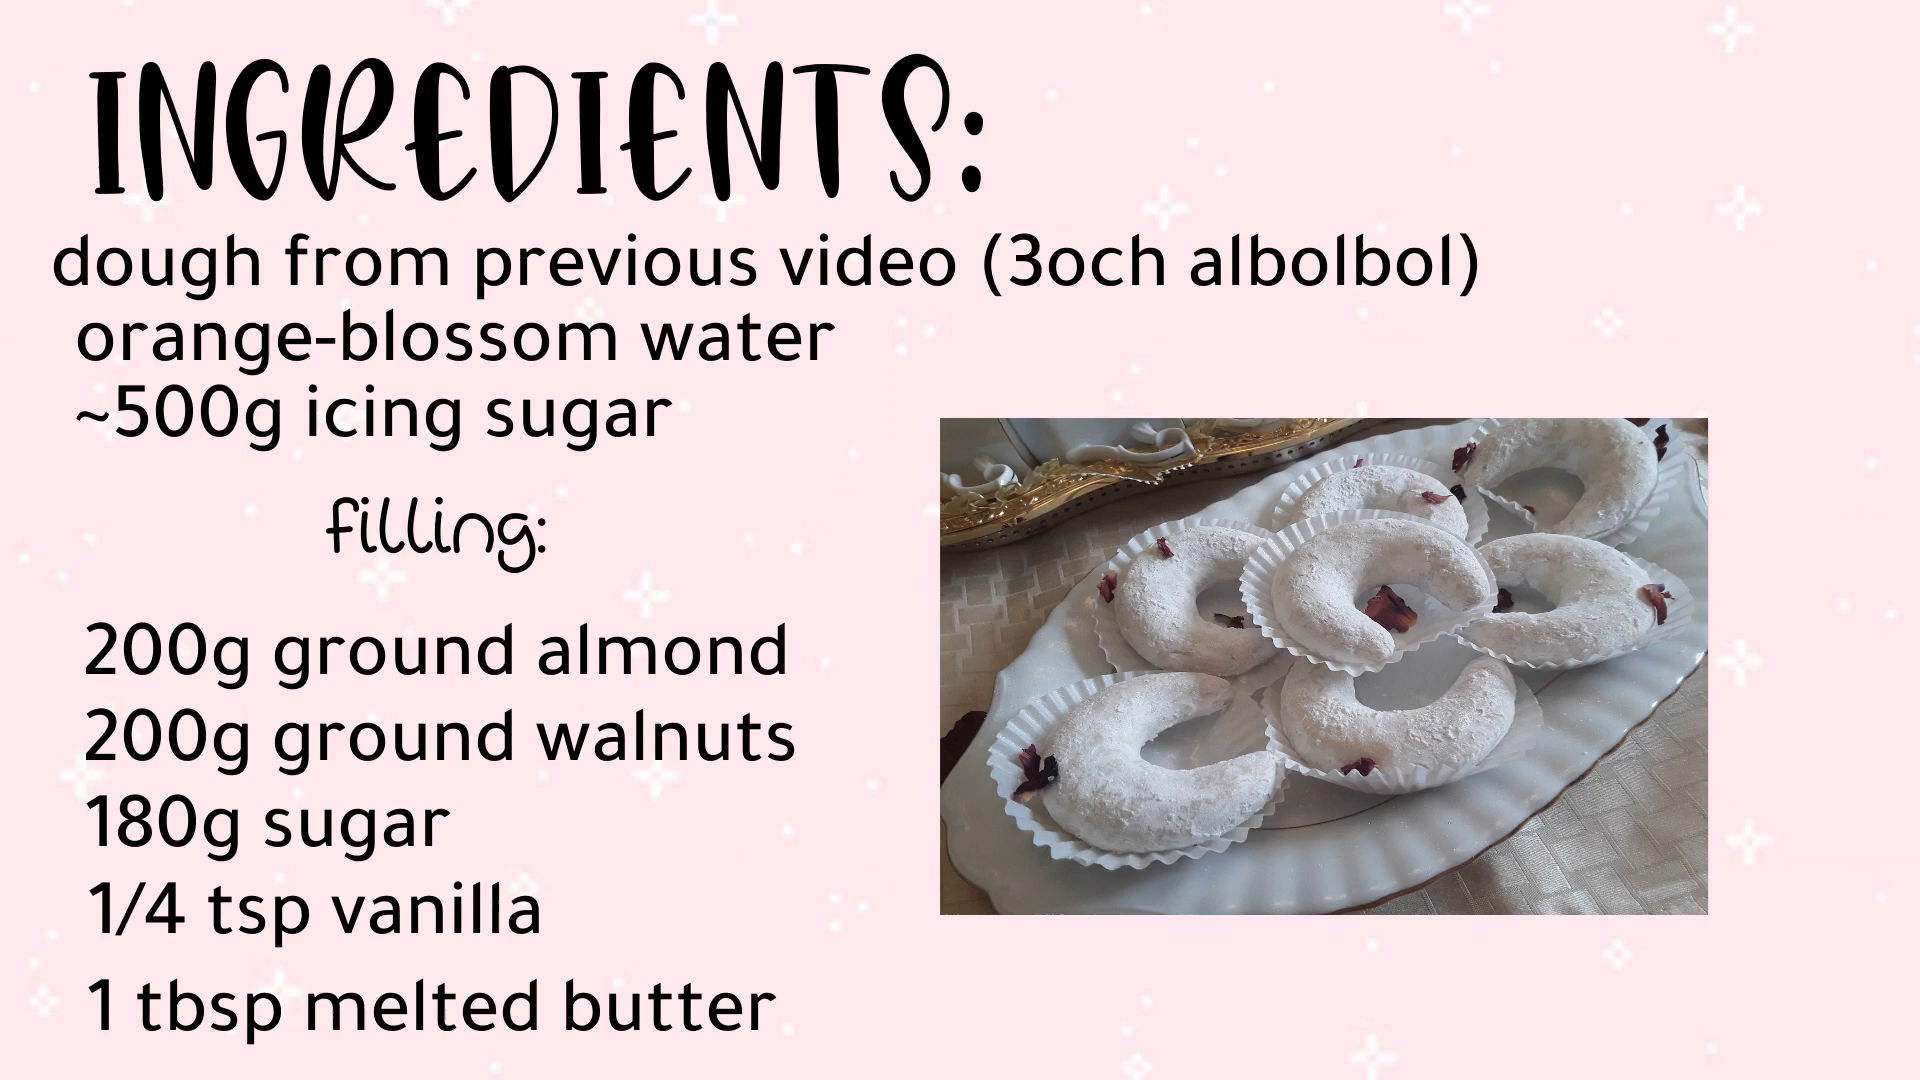 INGREDIENTS:
dough from previous video (3och albolbol)
orange-blossom water
~500g icing sugar
filling:
200g ground almond
200g ground walnuts
180g sugar
1/4 tsp vanilla
1 tbsp melted butter